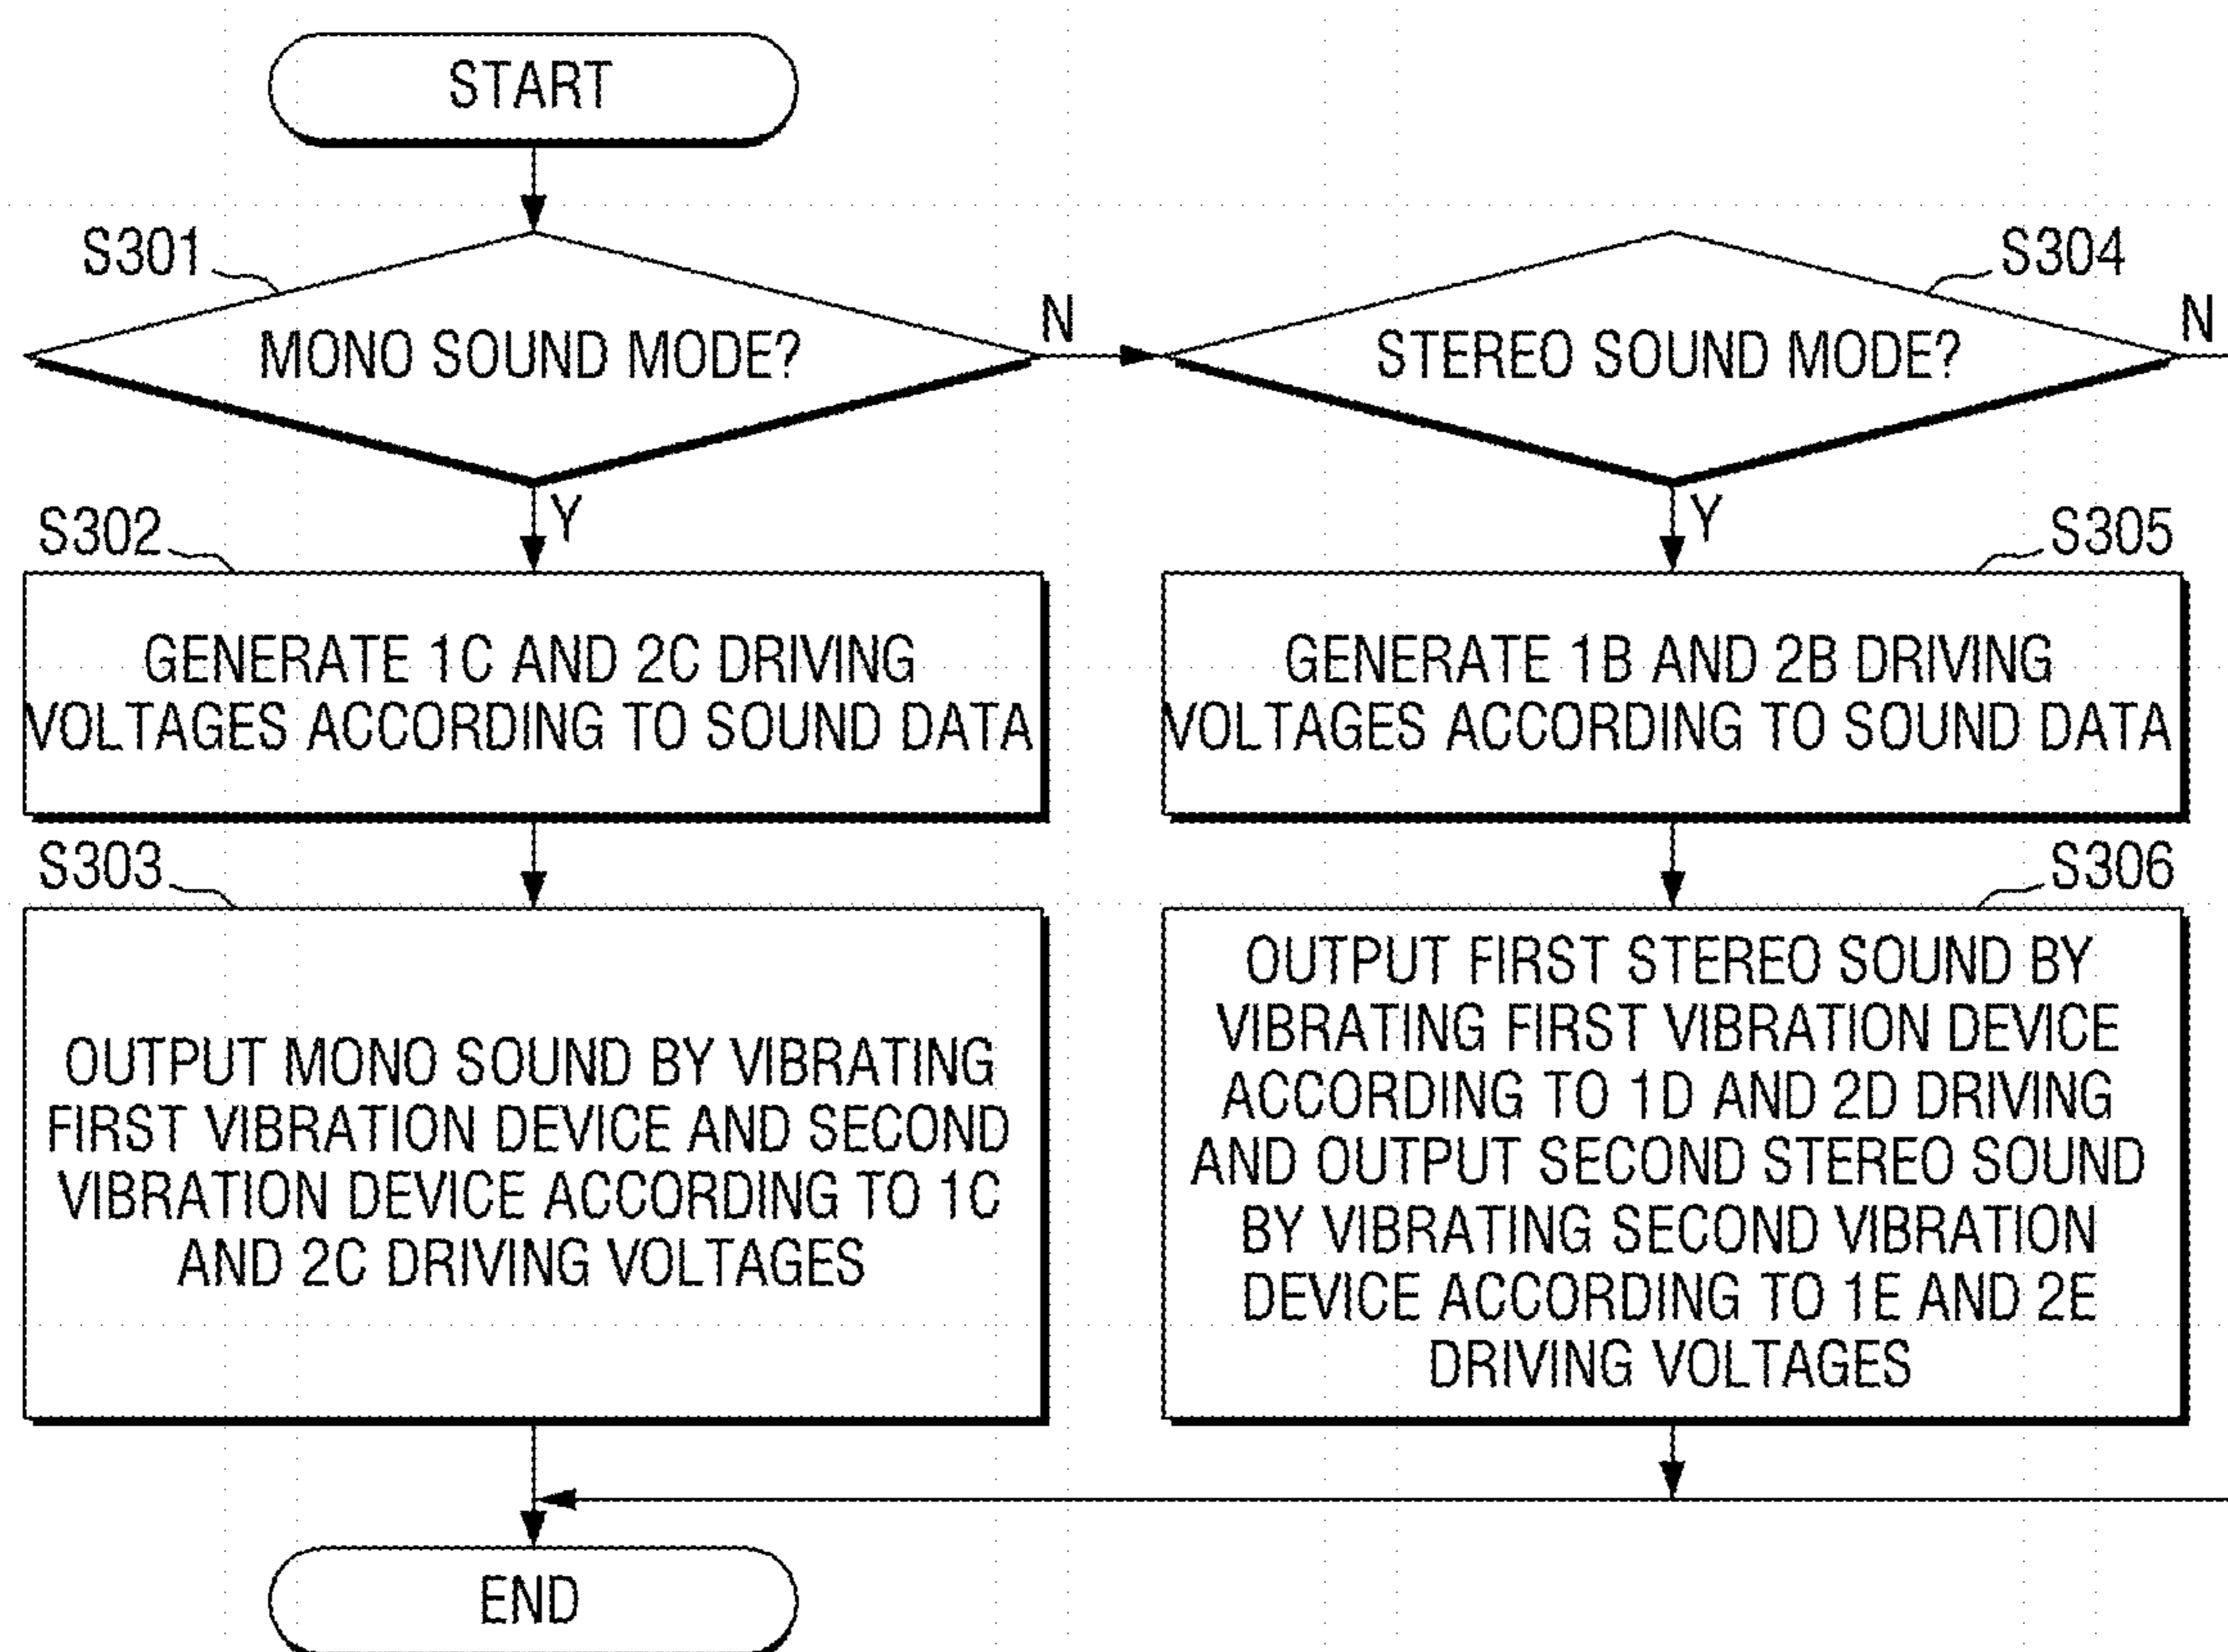 START
S301
MONO SOUND MODE?
N
Y
S302
GENERATE 1C AND 2C DRIVING
VOLTAGES ACCORDING TO SOUND DATA
S303
OUTPUT MONO SOUND BY VIBRATING
FIRST VIBRATION DEVICE AND SECOND
VIBRATION DEVICE ACCORDING TO 1C
AND 2C DRIVING VOLTAGES
S304
STEREO SOUND MODE?
N
Y
S305
GENERATE 1B AND 2B DRIVING
VOLTAGES ACCORDING TO SOUND DATA
S306
OUTPUT FIRST STEREO SOUND BY
VIBRATING FIRST VIBRATION DEVICE
ACCORDING TO 1D AND 2D DRIVING
AND OUTPUT SECOND STEREO SOUND
BY VIBRATING SECOND VIBRATION
DEVICE ACCORDING TO 1E AND 2E
DRIVING VOLTAGES
END